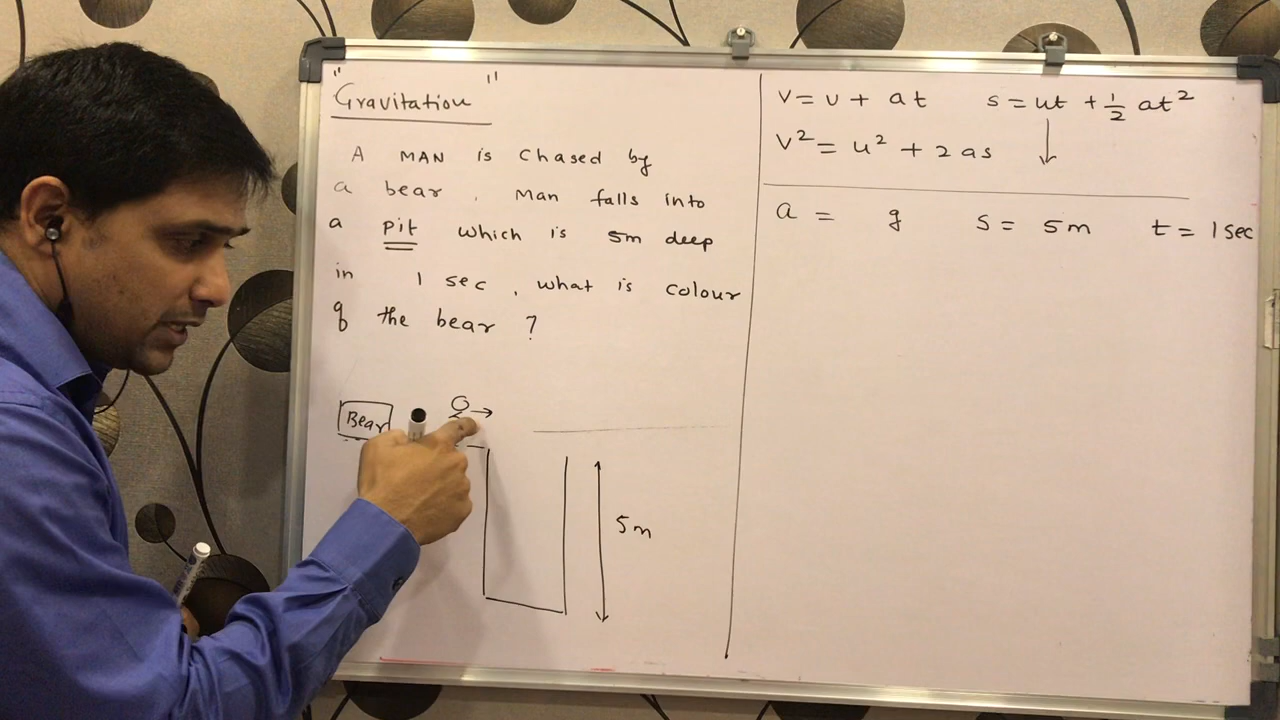 "Gravitation"
A MAN is chased by
a bear, Man falls into
a pit which is 5m deep
in 1 sec, what is colour
of the bear ?
Bear
5m
v = u + at s = ut + 1/2 at²
v² = u² + 2as
a = g s = 5m t = 1sec